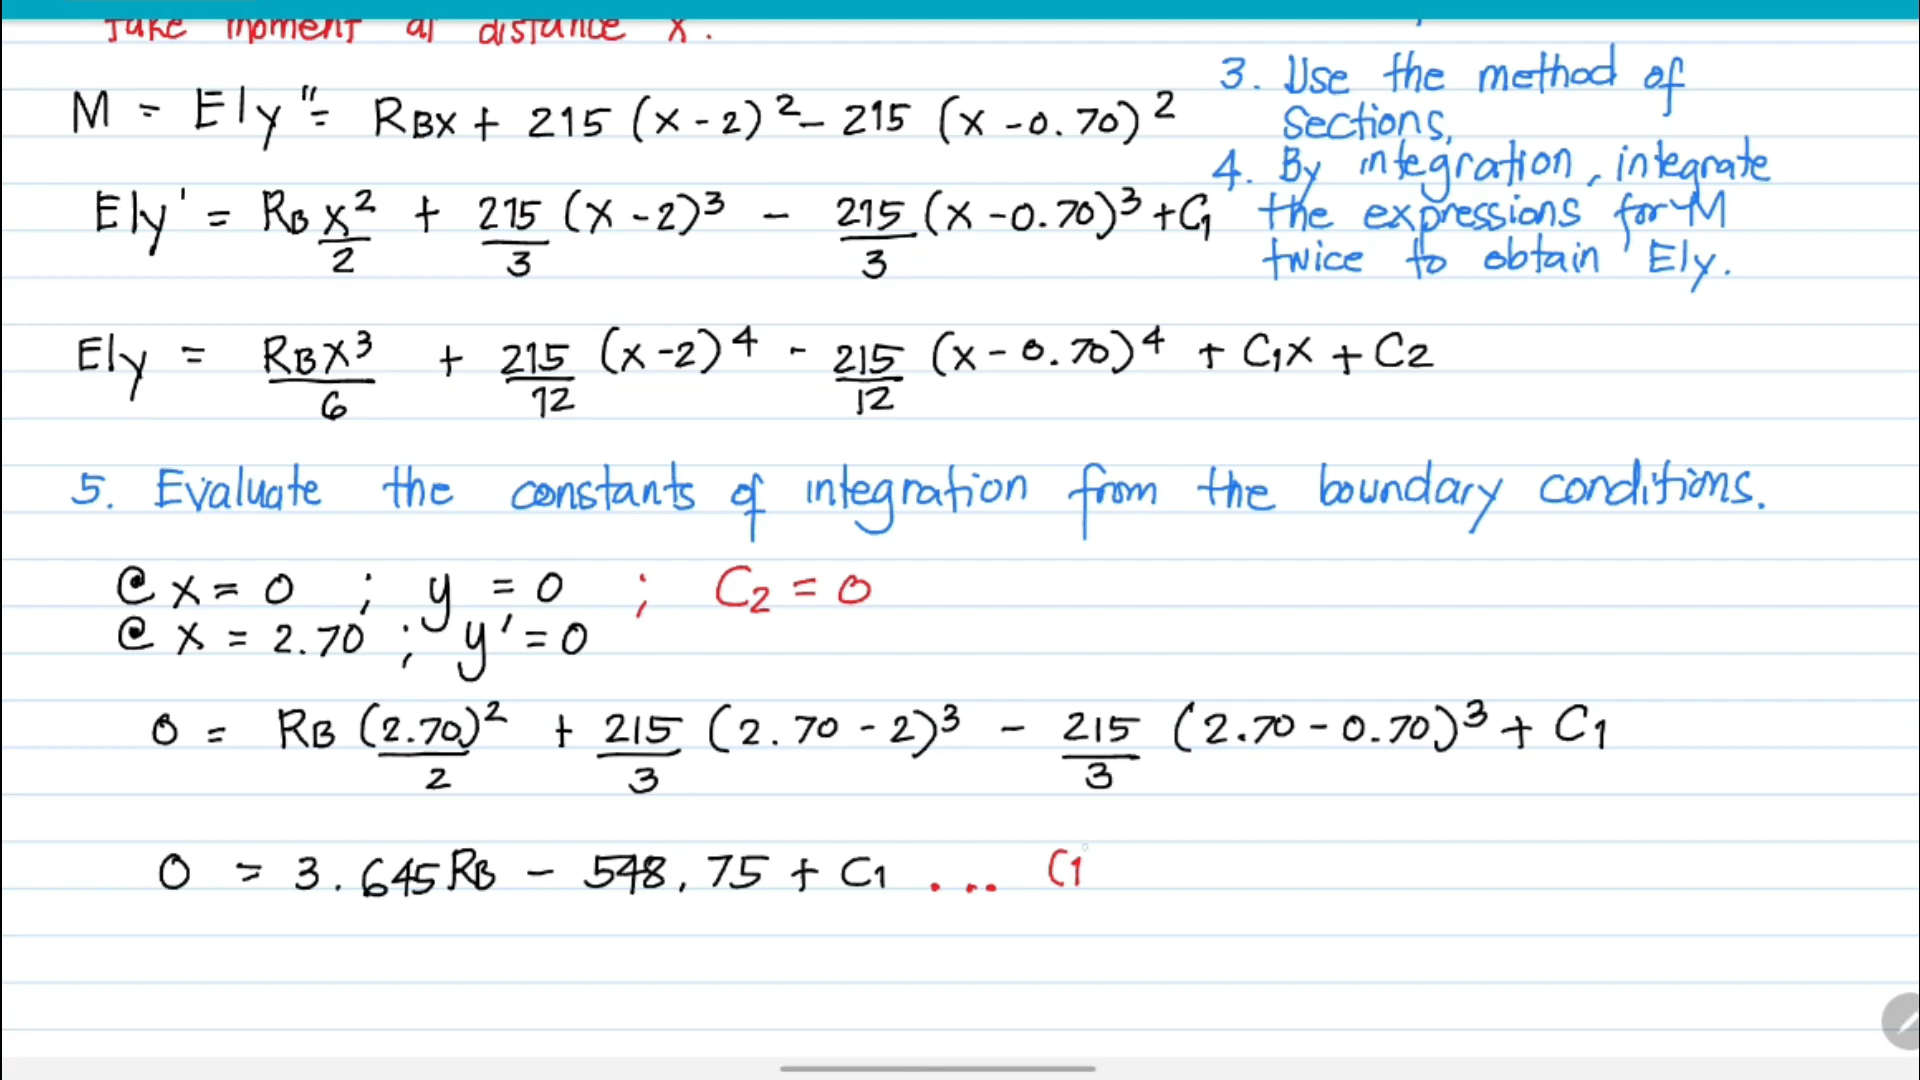 Take moment at distance x.
M = EIy" = RBx + 215 (x-2)² - 215 (x-0.70)²
EIy' = RB x²/2 + 215/3 (x-2)³ - 215/3 (x-0.70)³ + C1
EIy = RBx³/6 + 215/12 (x-2)⁴ - 215/12 (x-0.70)⁴ + C1x + C2
3. Use the method of
sections.
4. By integration, integrate
the expressions for M
twice to obtain EIy.
5. Evaluate the constants of integration from the boundary conditions.
@ x = 0 ; y = 0 ; C2 = 0
@ x = 2.70 ; y' = 0
0 = RB (2.70)²/2 + 215/3 (2.70-2)³ - 215/3 (2.70-0.70)³ + C1
0 = 3.645RB - 548.75 + C1 ... C1